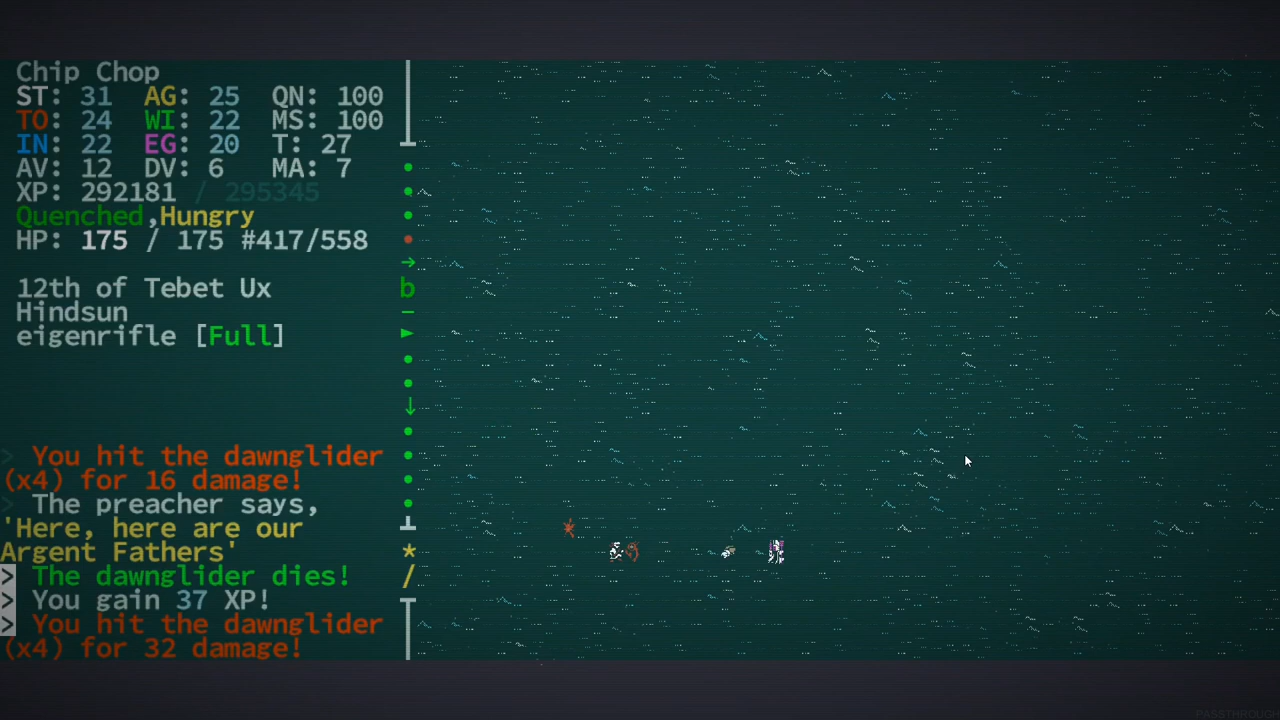 Chip Chop
ST: 31 AG: 25 QN: 100
TO: 24 WI: 22 MS: 100
IN: 22 EG: 20 T: 27
AV: 12 DV: 6 MA: 7
XP: 292181 / 295345
Quenched,Hungry
HP: 175 / 175 #417/558
b
12th of Tebet Ux
Hindsun
eigenrifle [Full]
> You hit the dawnglider
(x4) for 16 damage!
> The preacher says,
'Here, here are our
Argent Fathers'
> The dawnglider dies!
> You gain 37 XP!
> You hit the dawnglider
(x4) for 32 damage!
PASSTHROUGH